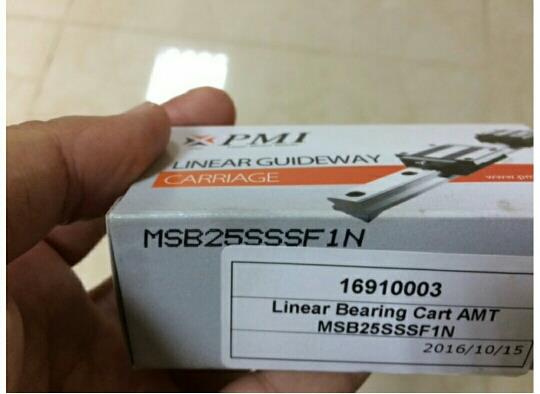 PMI
LINEAR GUIDEWAY
CARRIAGE
MSB25SSSF1N
16910003
Linear Bearing Cart AMT
MSB25SSSF1N
2016/10/15